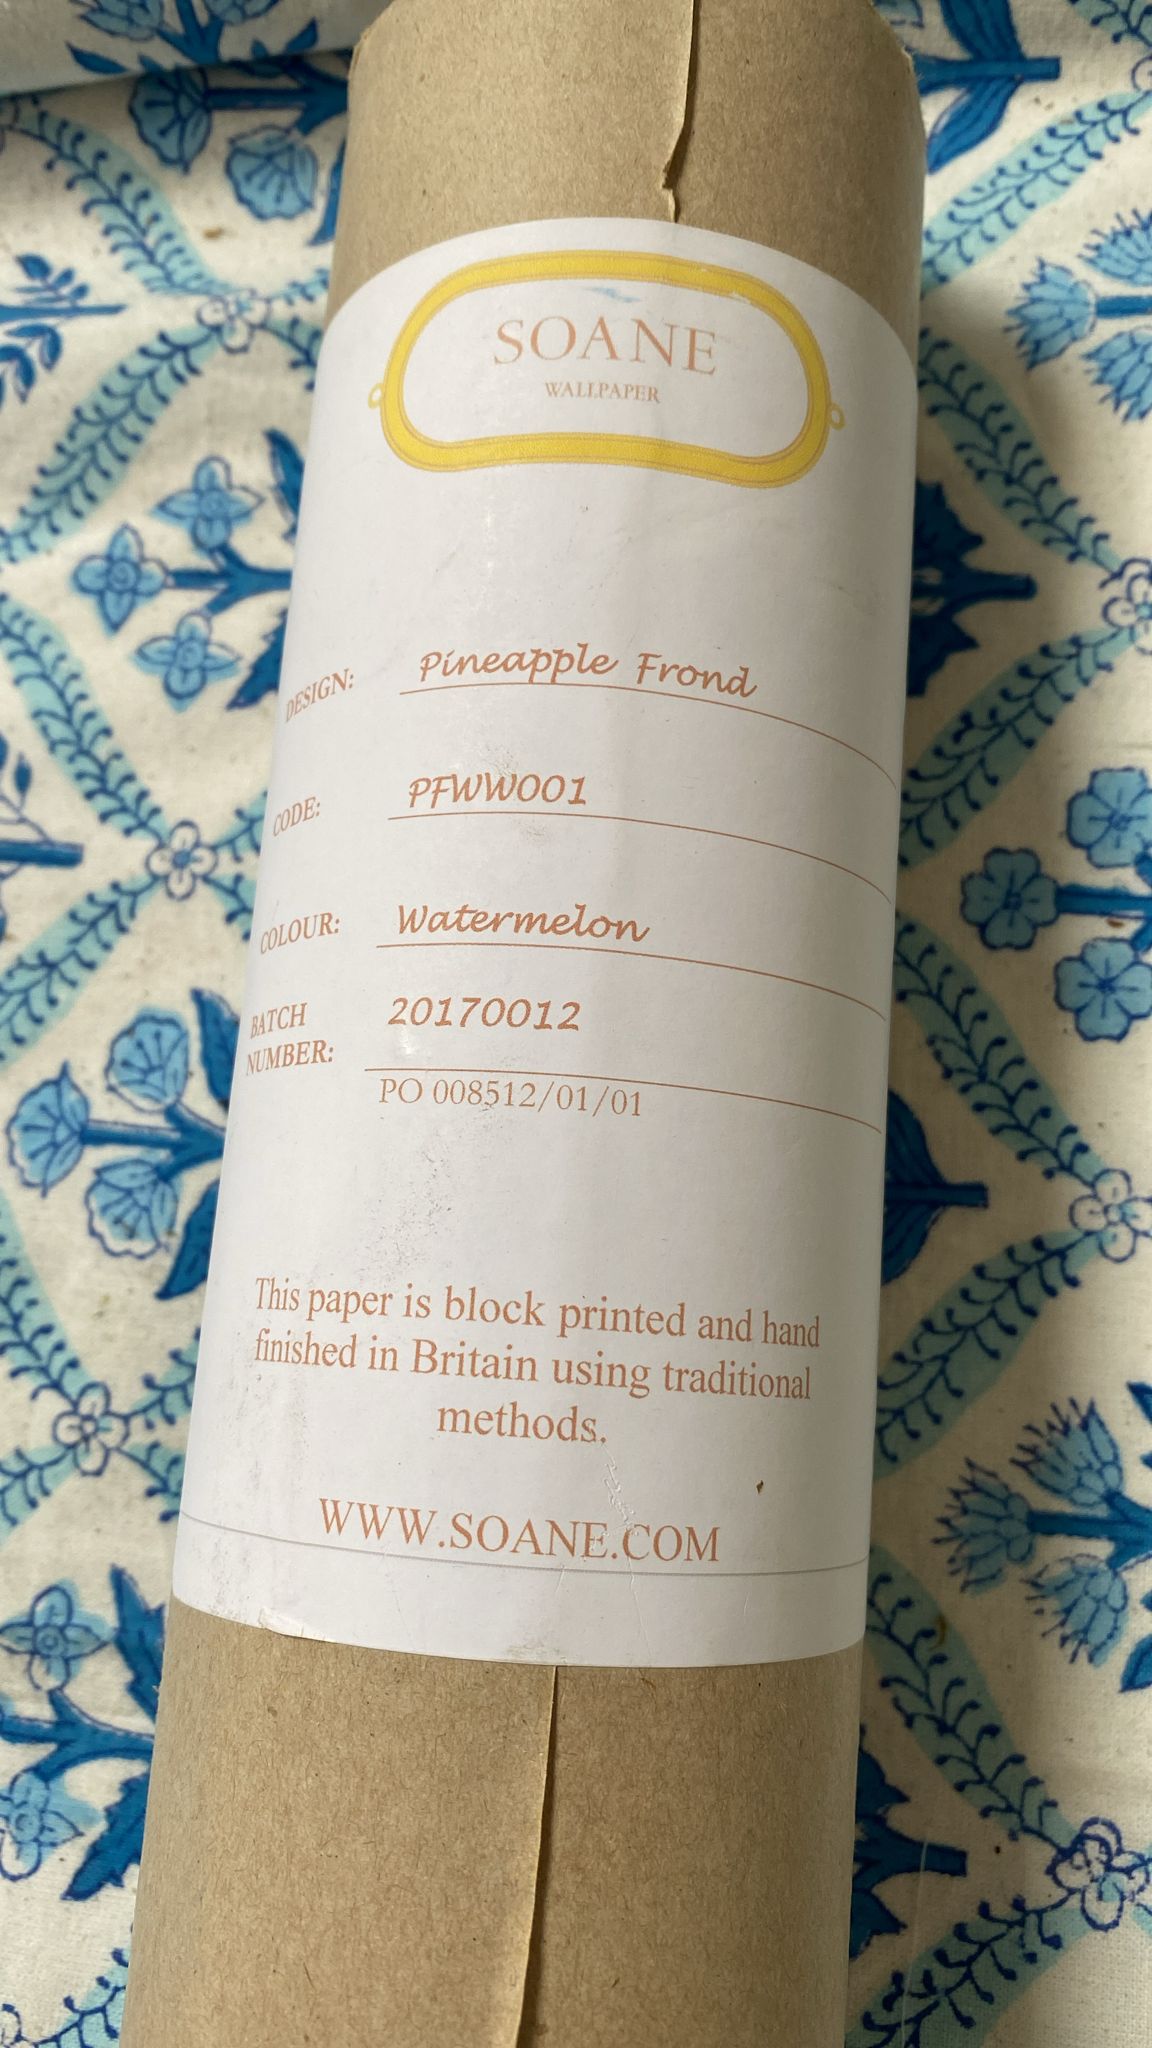 SOANE
WALLPAPER
DESIGN: Pineapple Frond
CODE: PFWW001
COLOUR: Watermelon
BATCH
NUMBER: 20170012
PO 008512/01/01
This paper is block printed and hand
finished in Britain using traditional
methods.
WWW.SOANE.COM